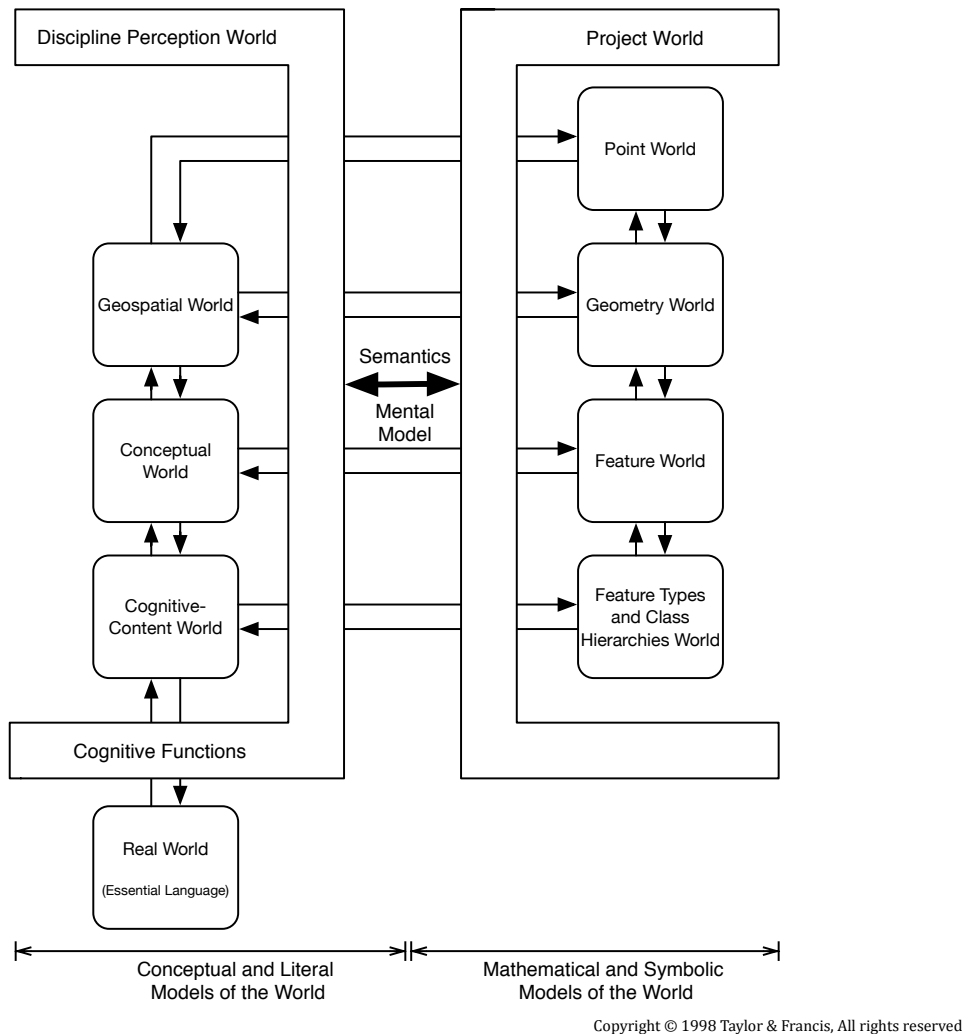 Discipline Perception World
Project World
Point World
Geospatial World
Geometry World
Semantics
Mental
Model
Conceptual
World
Feature World
Cognitive-
Content World
Feature Types
and Class
Hierarchies World
Cognitive Functions
Real World
(Essential Language)
Conceptual and Literal
Models of the World
Mathematical and Symbolic
Models of the World
Copyright © 1998 Taylor & Francis, All rights reserved